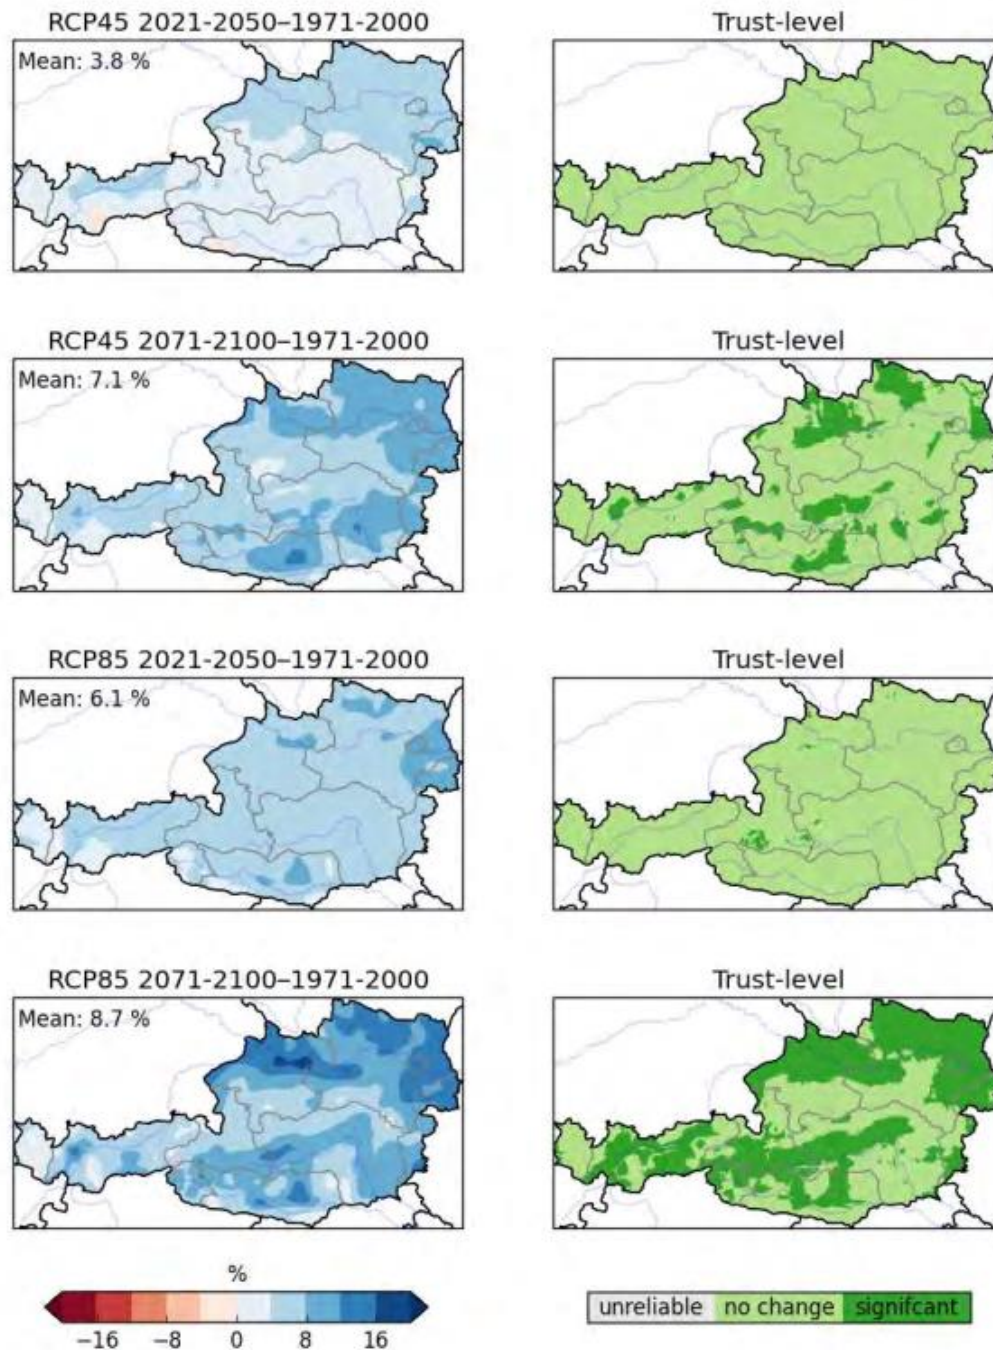 RCP45 2021-2050–1971-2000
Trust-level
Mean: 3.8 %
RCP45 2071-2100–1971-2000
Trust-level
Mean: 7.1 %
RCP85 2021-2050–1971-2000
Trust-level
Mean: 6.1 %
RCP85 2071-2100–1971-2000
Trust-level
Mean: 8.7 %
%
−16 −8 0 8 16
unreliable no change signifcant